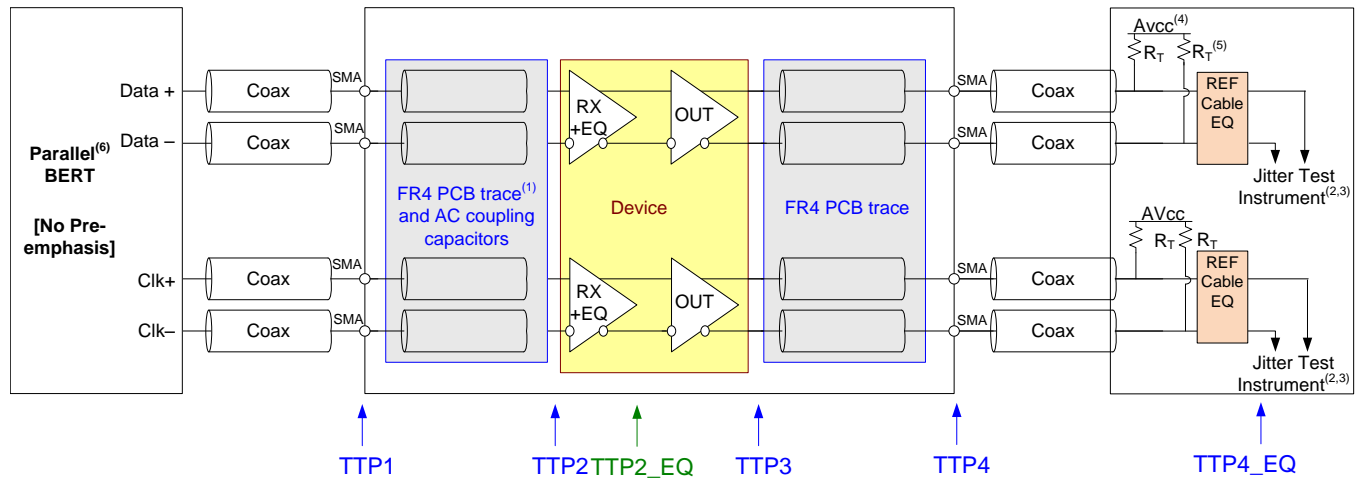 Parallel(6)
BERT
[No Pre-
emphasis]
Data +
Data –
Clk+
Clk–
Coax
Coax
Coax
Coax
SMA
SMA
SMA
SMA
FR4 PCB trace(1)
and AC coupling
capacitors
RX
+EQ
OUT
Device
RX
+EQ
OUT
FR4 PCB trace
SMA
SMA
SMA
SMA
Coax
Coax
Coax
Coax
Avcc(4)
RT
RT(5)
REF
Cable
EQ
Jitter Test
Instrument(2,3)
AVcc
RT
RT
REF
Cable
EQ
Jitter Test
Instrument(2,3)
TTP1
TTP2
TTP2_EQ
TTP3
TTP4
TTP4_EQ